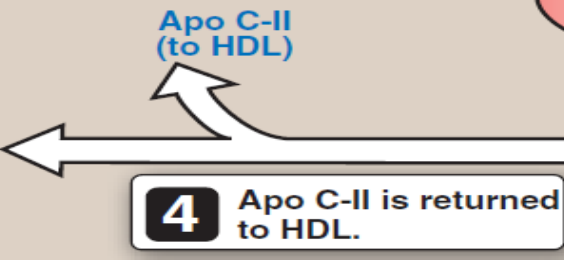 Apo C-II
(to HDL)
4
Apo C-II is returned
to HDL.